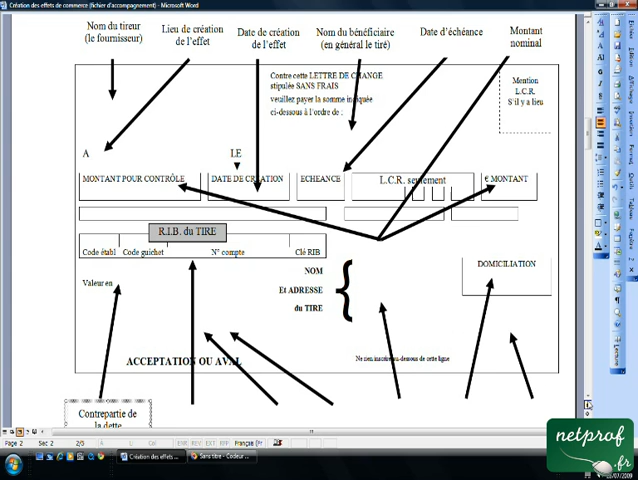 Création des effets de commerce (fichier d'accompagnement) - Microsoft Word
Nom du tireur
(le fournisseur)
Lieu de création
de l'effet
Date de création
de l'effet
Nom du bénéficiaire
(en général le tiré)
Date d'échéance
Montant
nominal
Contre cette LETTRE DE CHANGE
stipulée SANS FRAIS
veuillez payer la somme indiquée
ci-dessous à l'ordre de :
Mention
L.C.R.
S'il y a lieu
A
LE
MONTANT POUR CONTRÔLE
DATE DE CRÉATION
ECHEANCE
L.C.R. seulement
€ MONTANT
R.I.B. du TIRE
Code établ
Code guichet
N° compte
Clé RIB
Valeur en
NOM
Et ADRESSE
du TIRE
DOMICILIATION
ACCEPTATION OU AVAL
Ne rien inscrire au-dessous de cette ligne
Contrepartie de
la dette
Page 2 Sec 2 2/5
Français (Fr
Création des effets ...
Sans titre - Codeur ...
netprof
.fr